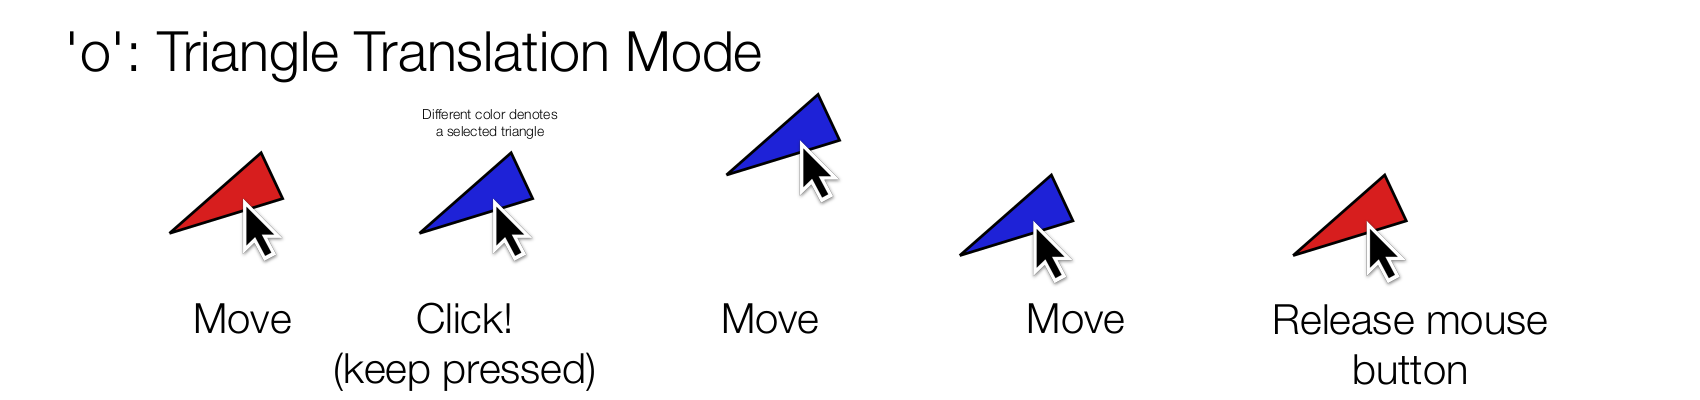 'o': Triangle Translation Mode
Different color denotes
a selected triangle
Move
Click!
(keep pressed)
Move
Move
Release mouse
button